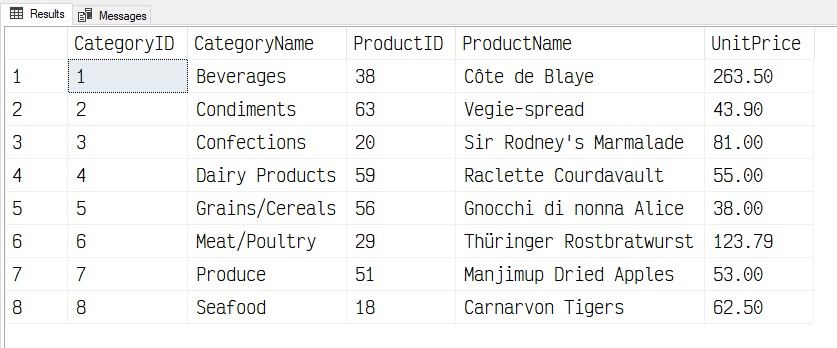 Results Messages
CategoryID CategoryName ProductID ProductName UnitPrice
1 1 Beverages 38 Côte de Blaye 263.50
2 2 Condiments 63 Vegie-spread 43.90
3 3 Confections 20 Sir Rodney's Marmalade 81.00
4 4 Dairy Products 59 Raclette Courdavault 55.00
5 5 Grains/Cereals 56 Gnocchi di nonna Alice 38.00
6 6 Meat/Poultry 29 Thüringer Rostbratwurst 123.79
7 7 Produce 51 Manjimup Dried Apples 53.00
8 8 Seafood 18 Carnarvon Tigers 62.50